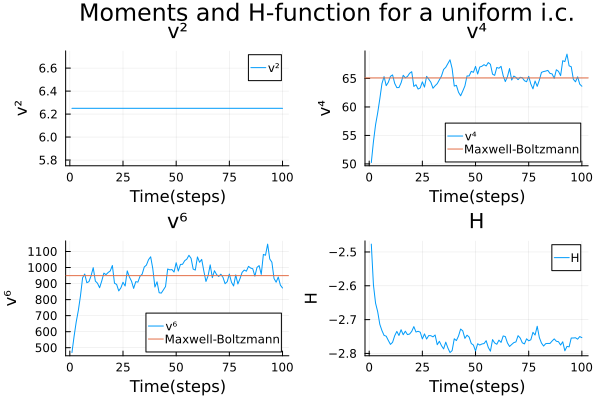 Moments and H-function for a uniform i.c.
v²
v⁴
v²
6.6
6.4
6.2
6.0
5.8
v²
0
25
50
75
100
Time(steps)
65
60
55
50
v⁴
v⁴
Maxwell-Boltzmann
0
25
50
75
100
Time(steps)
v⁶
H
1100
1000
900
800
700
600
500
v⁶
v⁶
Maxwell-Boltzmann
0
25
50
75
100
Time(steps)
H
−2.5
−2.6
−2.7
−2.8
H
0
25
50
75
100
Time(steps)